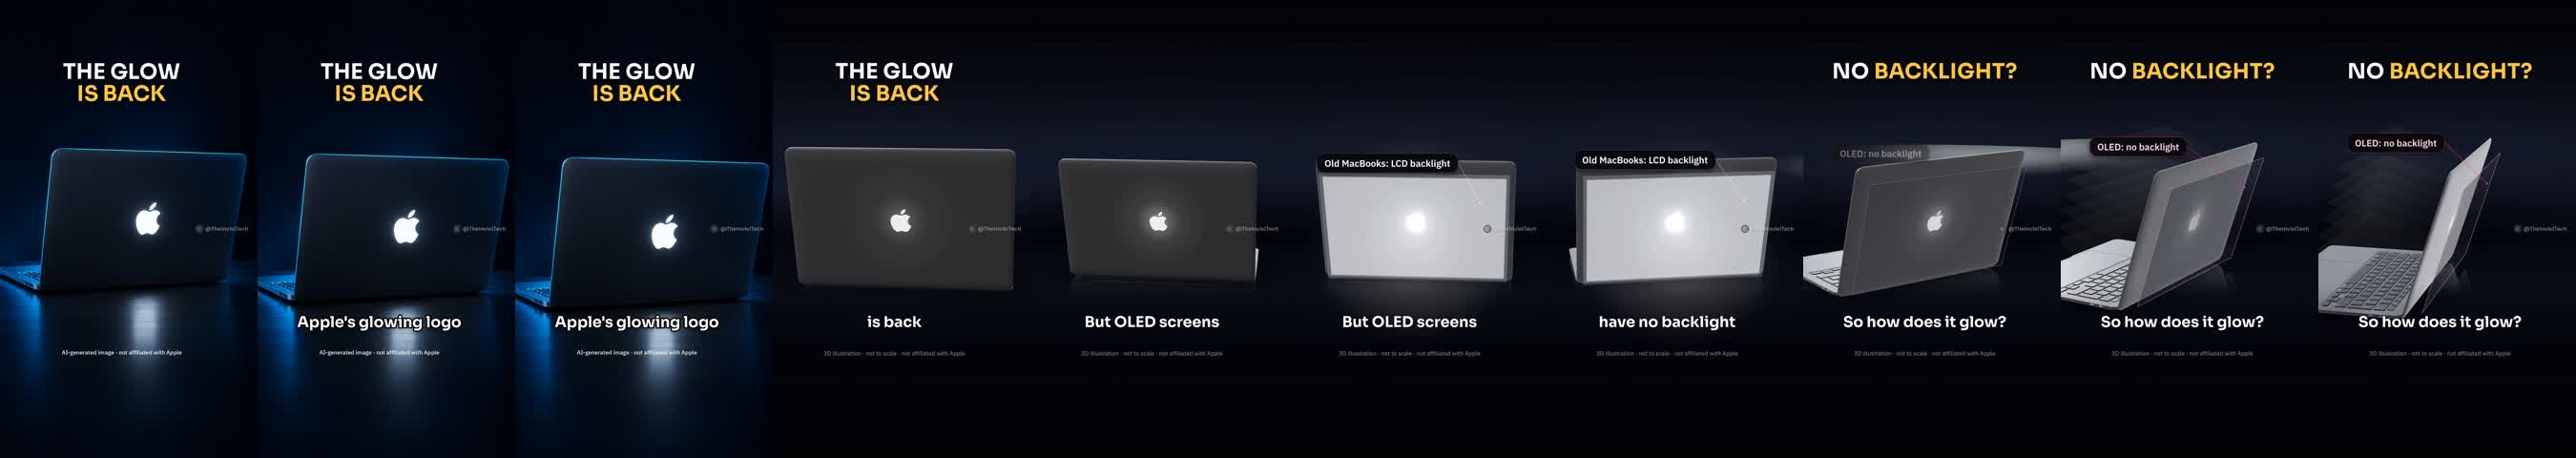 THE GLOW
IS BACK
@TheInvisiTech
AI-generated image - not affiliated with Apple
THE GLOW
IS BACK
@TheInvisiTech
Apple's glowing logo
AI-generated image - not affiliated with Apple
THE GLOW
IS BACK
@TheInvisiTech
Apple's glowing logo
AI-generated image - not affiliated with Apple
THE GLOW
IS BACK
@TheInvisiTech
is back
3D illustration - not to scale - not affiliated with Apple
@TheInvisiTech
But OLED screens
3D illustration - not to scale - not affiliated with Apple
Old MacBooks: LCD backlight
But OLED screens
3D illustration - not to scale - not affiliated with Apple
Old MacBooks: LCD backlight
have no backlight
3D illustration - not to scale - not affiliated with Apple
NO BACKLIGHT?
OLED: no backlight
@TheInvisiTech
So how does it glow?
3D illustration - not to scale - not affiliated with Apple
NO BACKLIGHT?
OLED: no backlight
@TheInvisiTech
So how does it glow?
3D illustration - not to scale - not affiliated with Apple
NO BACKLIGHT?
OLED: no backlight
@TheInvisiTech
So how does it glow?
3D illustration - not to scale - not affiliated with Apple